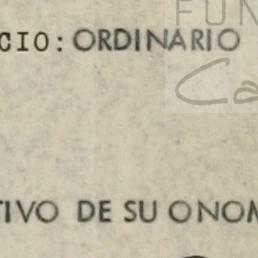 FUN
CIO: ORDINARIO
Ca
TIVO DE SU ONOM